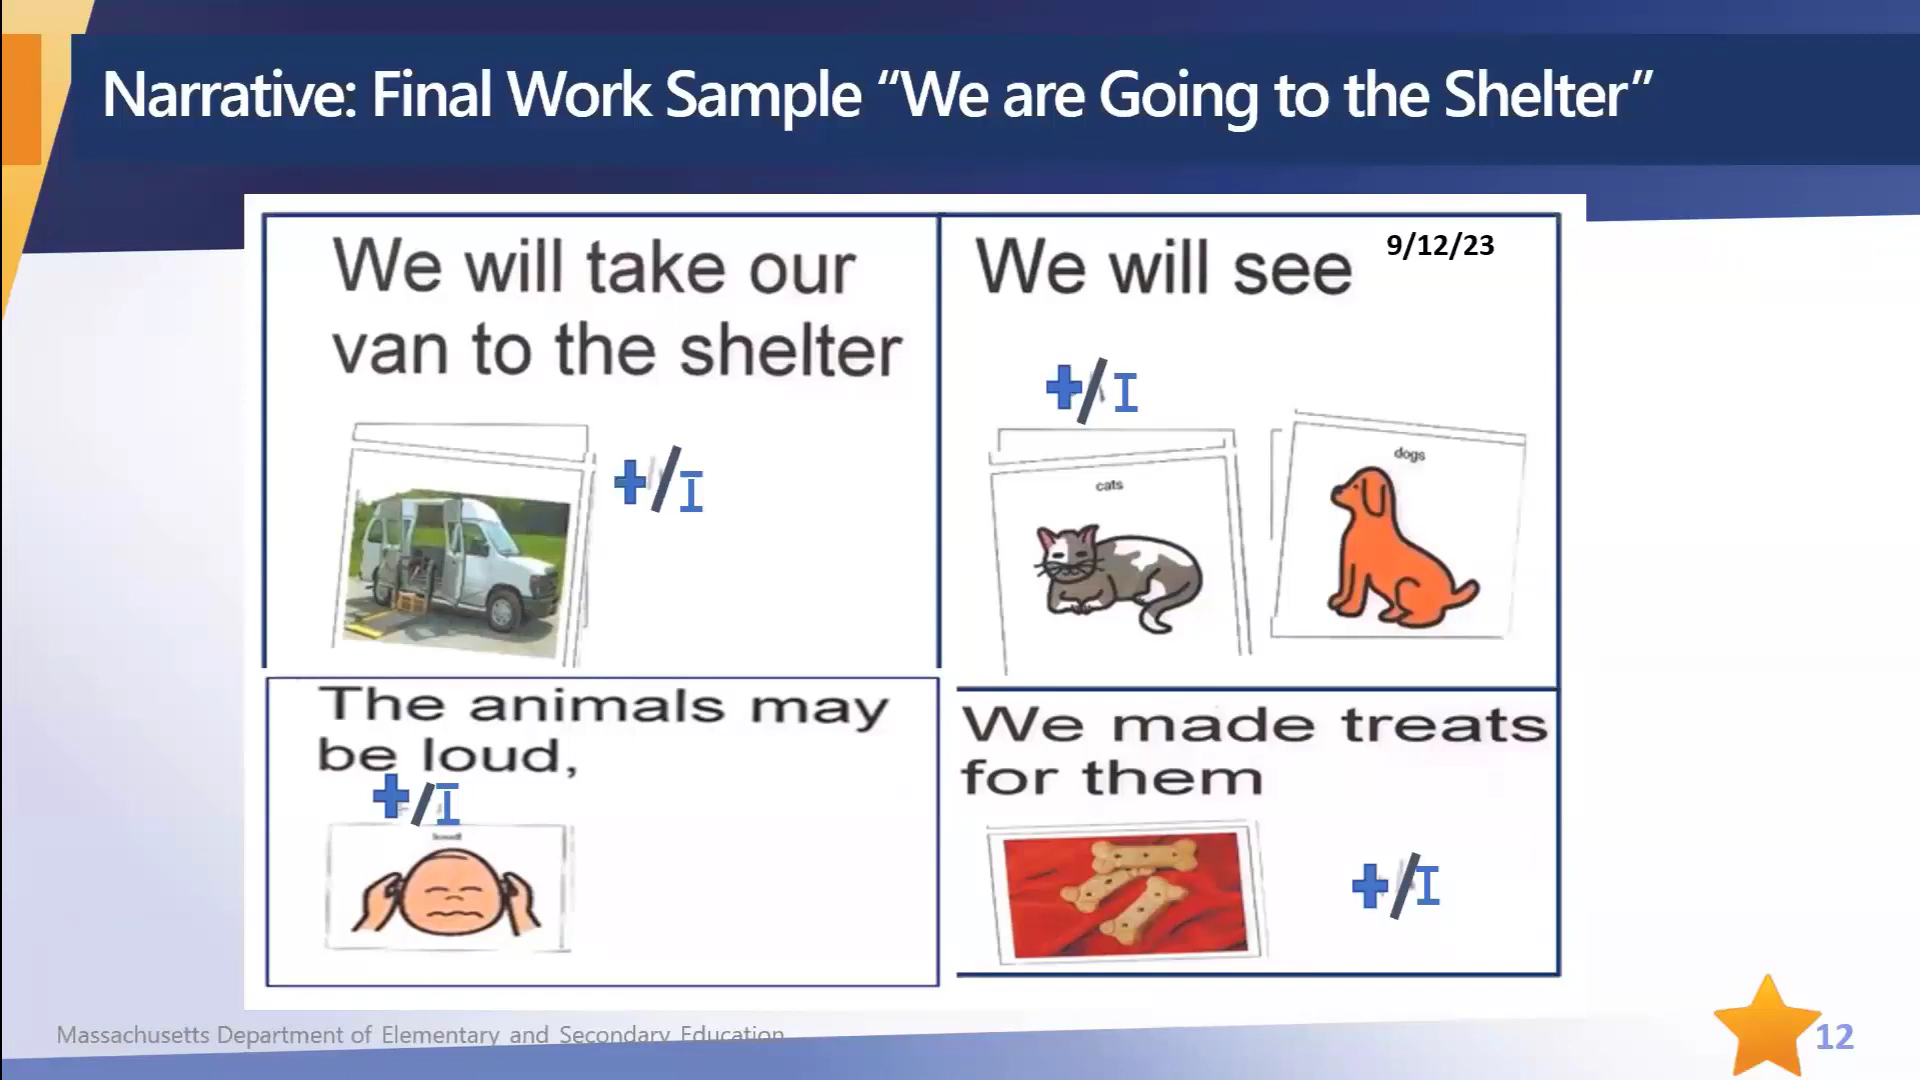 Narrative: Final Work Sample “We are Going to the Shelter”
We will take our
van to the shelter
+/I
We will see
9/12/23
+/I
cats
dogs
The animals may
be loud,
+/I
We made treats
for them
+/I
Massachusetts Department of Elementary and Secondary Education
12